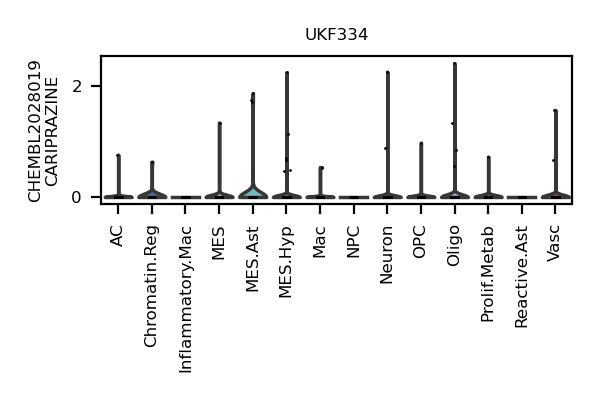 UKF334
CHEMBL2028019
CARIPRAZINE
2
0
AC
Chromatin.Reg
Inflammatory.Mac
MES
MES.Ast
MES.Hyp
Mac
NPC
Neuron
OPC
Oligo
Prolif.Metab
Reactive.Ast
Vasc